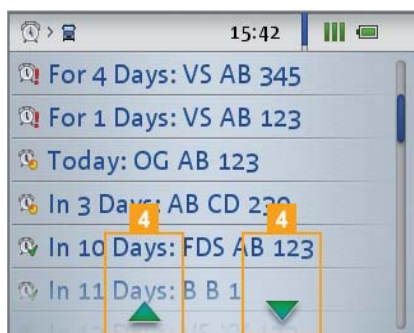 15:42
For 4 Days: VS AB 345
For 1 Days: VS AB 123
Today: OG AB 123
In 3 Days: AB CD
4 4
In 10 Days: FDS AB 123
In 11 Days: B B 1